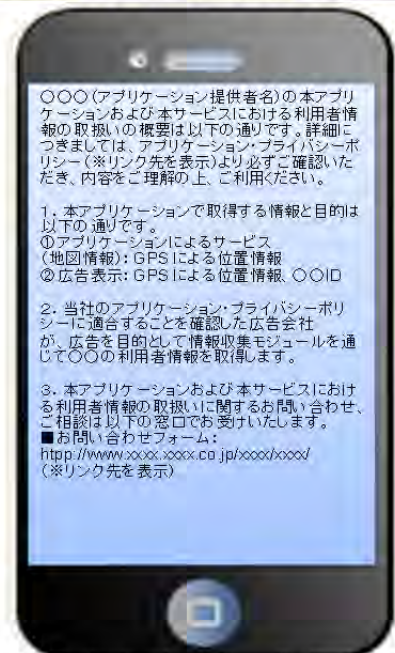 〇〇〇(アプリケーション提供者名)の本アプリ
ケーションおよび本サービスにおける利用者情
報の取扱いの概要は以下の通りです。詳細に
つきましては、アプリケーション・プライバシーポ
リシー(※リンク先を表示)より必ずご確認いた
だき、内容をご理解の上、ご利用ください。
1．本アプリケーションで取得する情報と目的は
以下の通りです。
①アプリケーションによるサービス
(地図情報): GPSによる位置情報
②広告表示: GPSによる位置情報、〇〇ID
2．当社のアプリケーション・プライバシーポリ
シーに適合することを確認した広告会社
が、広告を目的として情報収集モジュールを通
じて〇〇の利用者情報を取得します。
3．本アプリケーションおよび本サービスにおけ
る利用者情報の取扱いに関するお問い合わせ、
ご相談は以下の窓口でお受けいたします。
■お問い合わせフォーム:
htpp://www.xxxx.xxxx.co.jp/xxxx/xxxx/
(※リンク先を表示)